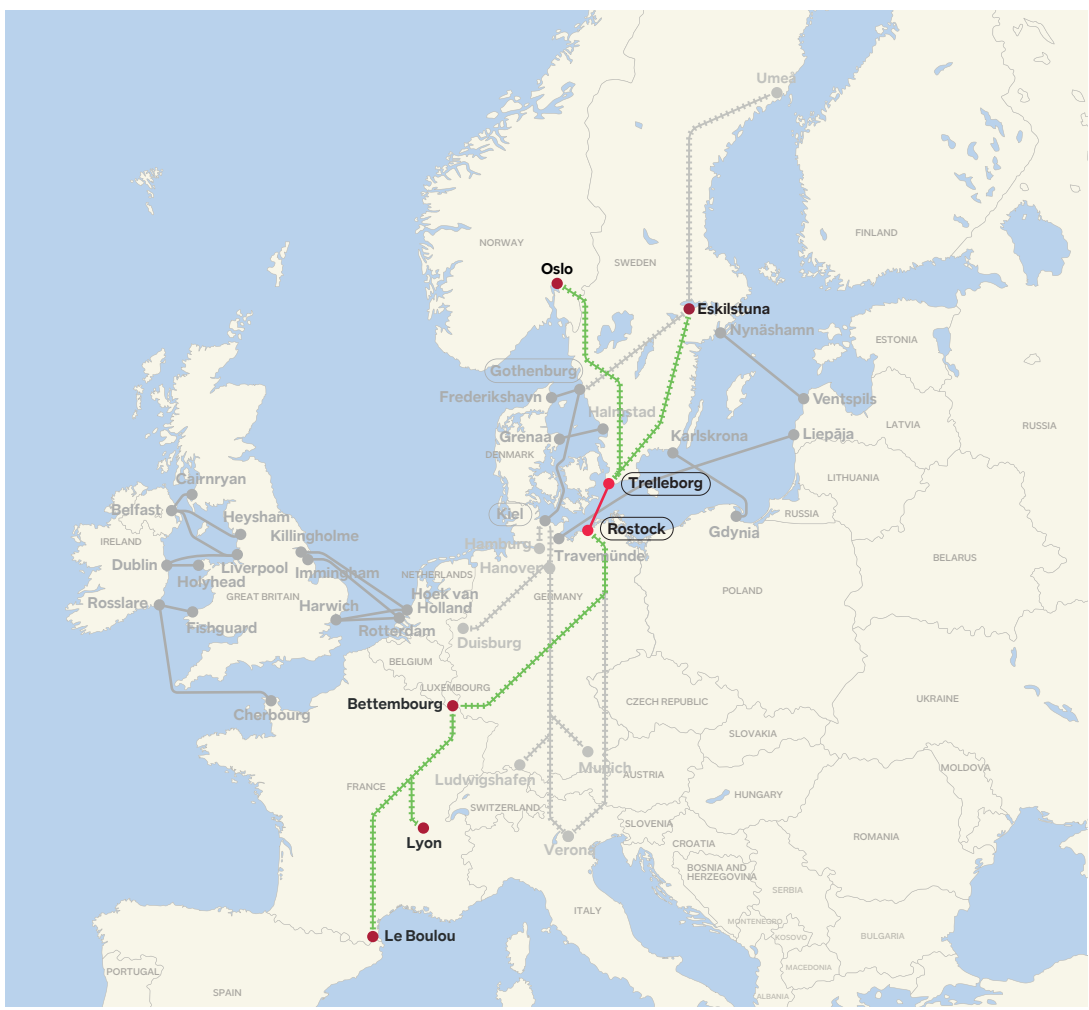 Umeå
FINLAND
NORWAY
SWEDEN
Oslo
Eskilstuna
Nynäshamn
ESTONIA
Gothenburg
Frederikshavn
Ventspils
Halmstad
LATVIA
RUSSIA
Grenaa
Karlskrona
Liepāja
DENMARK
Cairnryan
LITHUANIA
Trelleborg
Belfast
Heysham
Kiel
RUSSIA
Killingholme
Rostock
Gdynia
IRELAND
Hamburg
Travemünde
BELARUS
Dublin
Liverpool
Hanover
Holyhead
Immingham
NETHERLANDS
POLAND
GREAT BRITAIN
Hoek van
Holland
GERMANY
Rosslare
Harwich
Fishguard
Rotterdam
Duisburg
BELGIUM
LUXEMBOURG
Bettembourg
CZECH REPUBLIC
UKRAINE
Cherbourg
SLOVAKIA
Munich
MOLDOVA
Ludwigshafen
AUSTRIA
FRANCE
HUNGARY
SWITZERLAND
SLOVENIA
Lyon
CROATIA
ROMANIA
Verona
BOSNIA AND
HERZEGOVINA
SERBIA
ITALY
MONTENEGRO
Le Boulou
KOSOVO
BULGARIA
PORTUGAL
MACEDONIA
SPAIN
ALBANIA